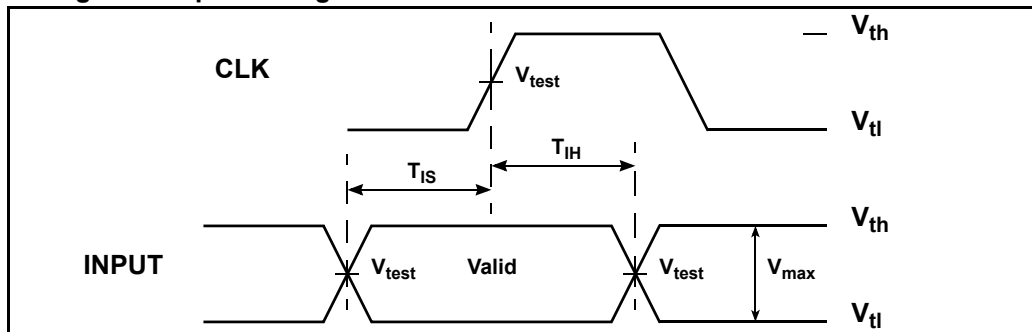 V_th
CLK
V_test
V_tl
T_IH
T_IS
V_th
INPUT
V_test
Valid
V_test
V_max
V_tl